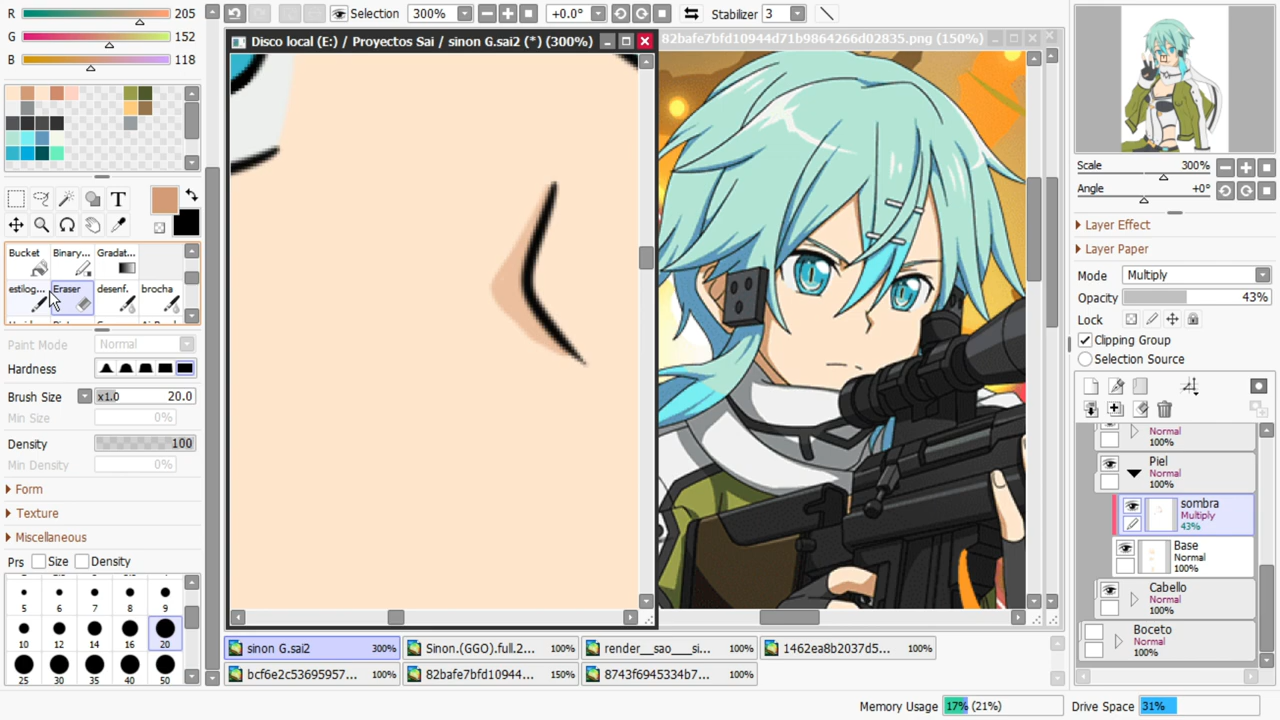 R 205
G 152
B 118
Selection 300% +0.0° Stabilizer 3
Disco local (E:) / Proyectos Sai / sinon G.sai2 (*) (300%)
82bafe7bfd10944d71b9864266d02835.png (150%)
T
Bucket Binary... Gradat...
estilog... Eraser desenf. brocha
Paint Mode Normal
Hardness
Brush Size x1.0 20.0
Min Size 0%
Density 100
Min Density 0%
Form
Texture
Miscellaneous
Prs Size Density
5 6 7 8 9
10 12 14 16 20
25 30 35 40 50
sinon G.sai2 300%
Sinon.(GGO).full.2... 100%
render__sao___si... 100%
1462ea8b2037d5... 100%
bcf6e2c53695957... 100%
82bafe7bfd10944... 150%
8743f6945334b7... 100%
Scale 300%
Angle +0°
Layer Effect
Layer Paper
Mode Multiply
Opacity 43%
Lock
Clipping Group
Selection Source
Normal
100%
Piel
Normal
100%
sombra
Multiply
43%
Base
Normal
100%
Cabello
Normal
100%
Boceto
Normal
100%
Memory Usage 17% (21%) Drive Space 31%